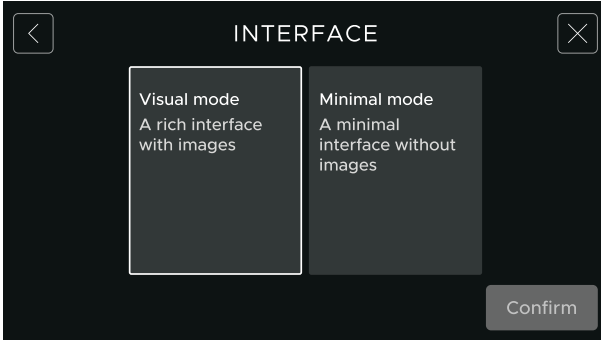 INTERFACE
Visual mode
A rich interface
with images
Minimal mode
A minimal
interface without
images
Confirm